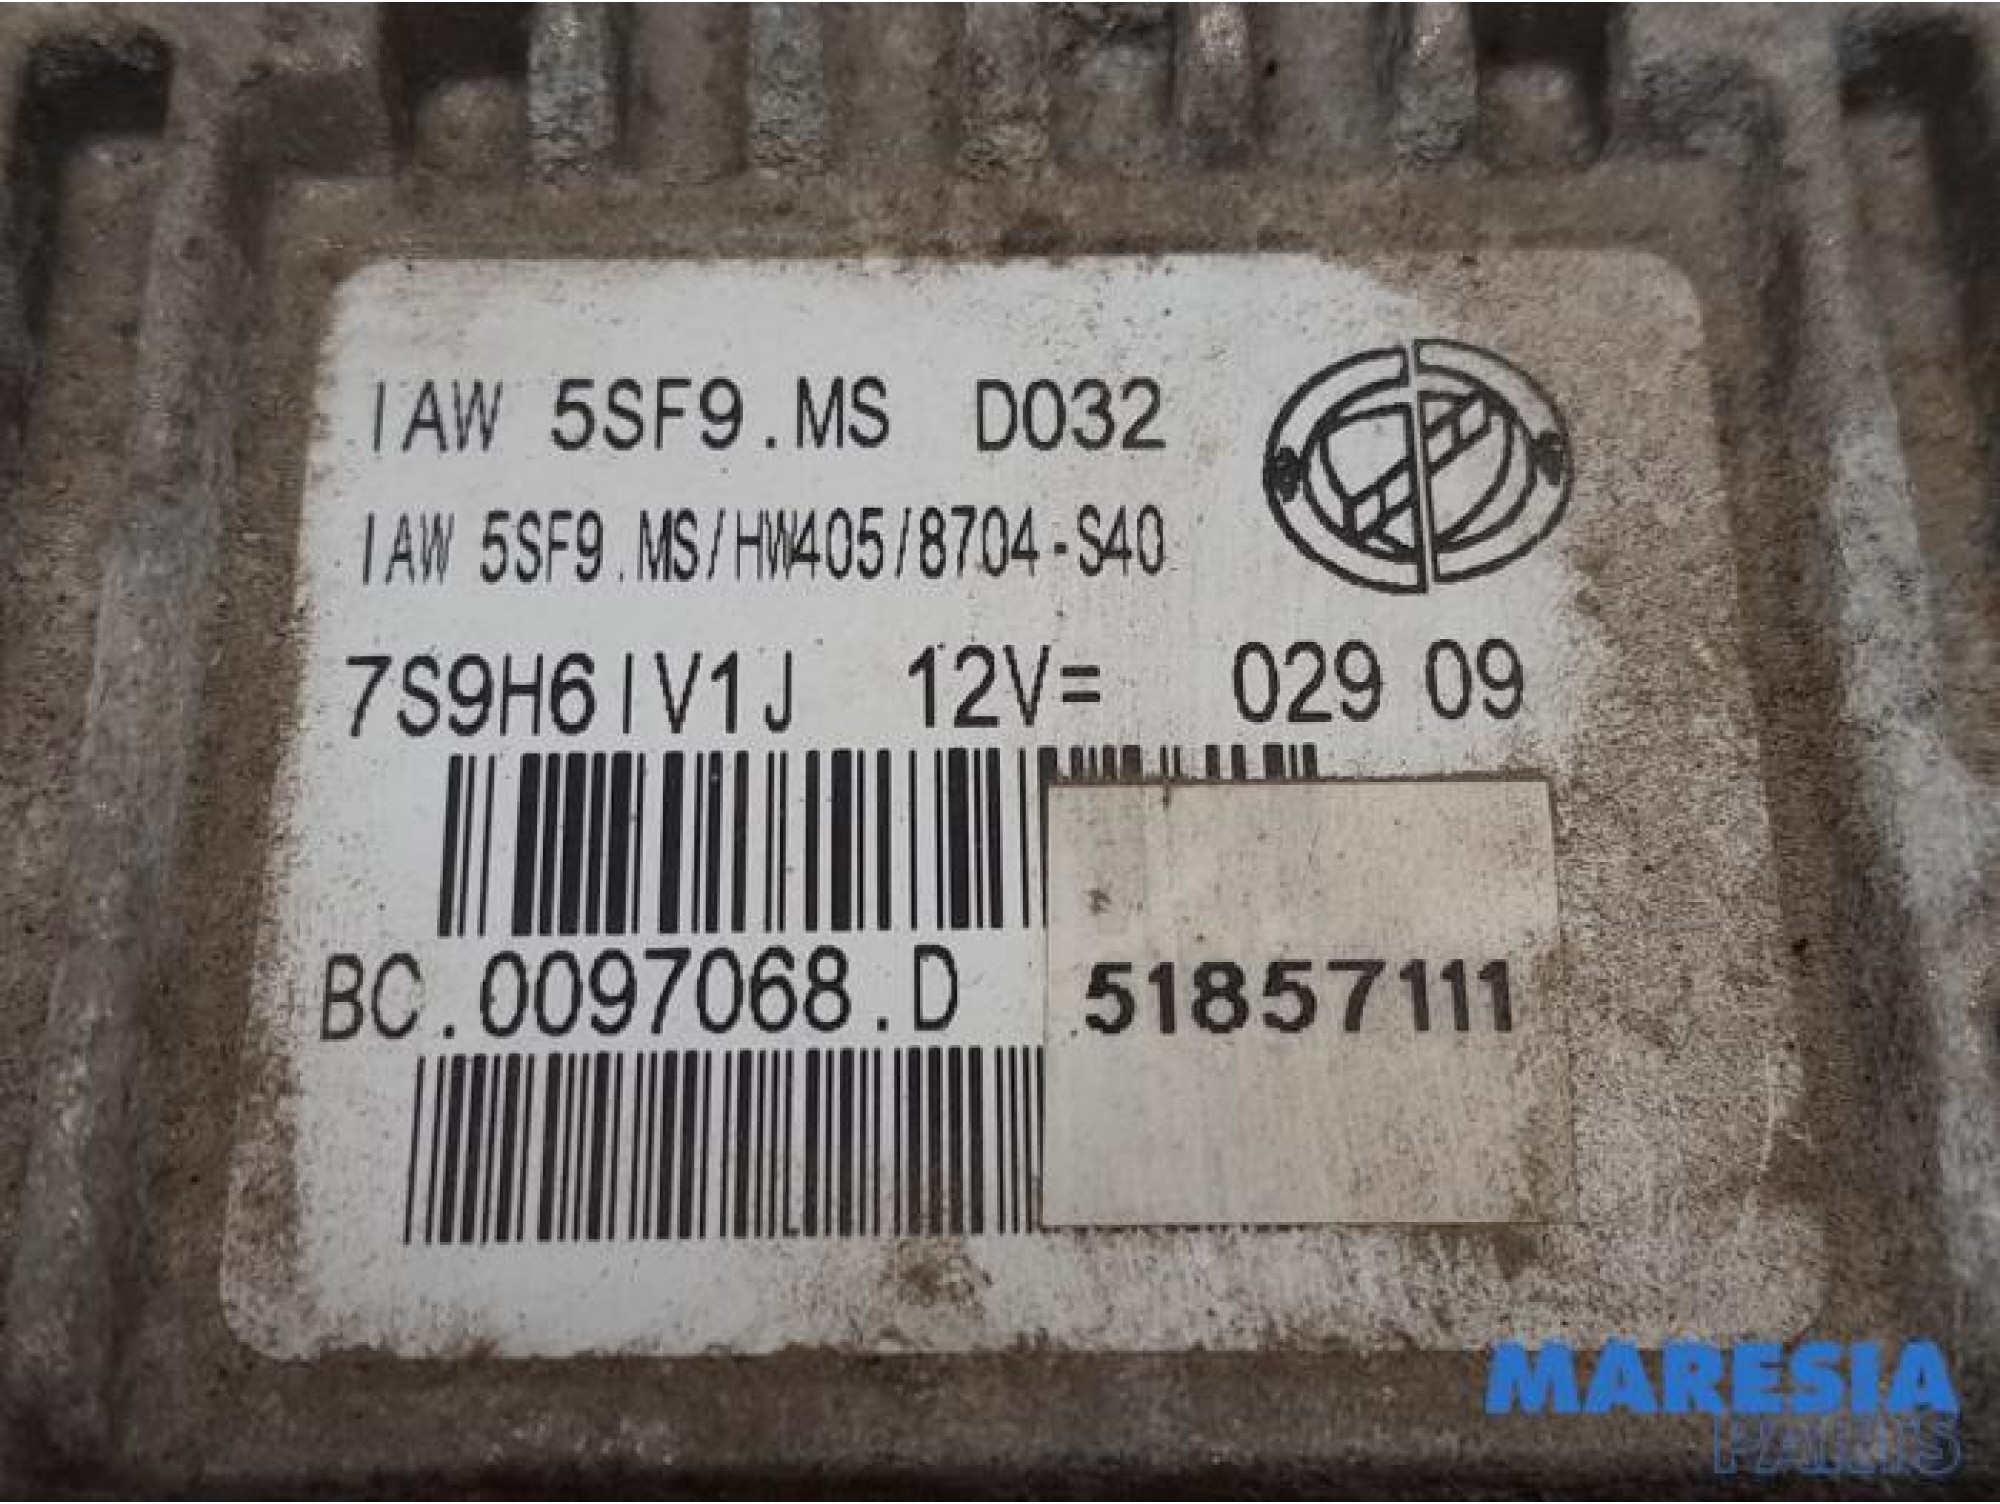 IAW 5SF9.MS D032
IAW 5SF9.MS/HW405/8704-S40
7S9H6IV1J 12V= 029 09
BC.0097068.D 51857111
MARESIA
PARTS